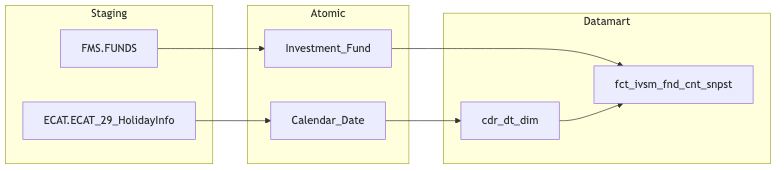 Staging
FMS.FUNDS
ECAT.ECAT_29_HolidayInfo
Atomic
Investment_Fund
Calendar_Date
Datamart
fct_ivsm_fnd_cnt_snpst
cdr_dt_dim